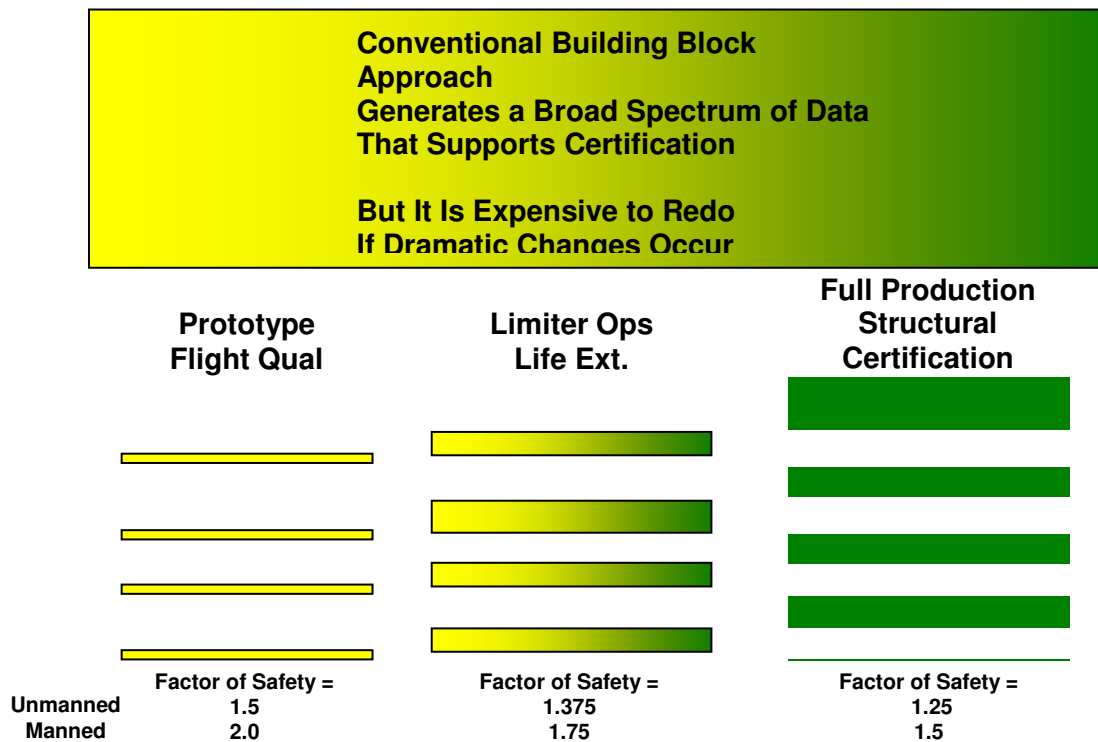 Conventional Building Block
Approach
Generates a Broad Spectrum of Data
That Supports Certification
But It Is Expensive to Redo
If Dramatic Changes Occur
Prototype
Flight Qual
Limiter Ops
Life Ext.
Full Production
Structural
Certification
Factor of Safety = Factor of Safety = Factor of Safety =
Unmanned 1.5 1.375 1.25
Manned 2.0 1.75 1.5